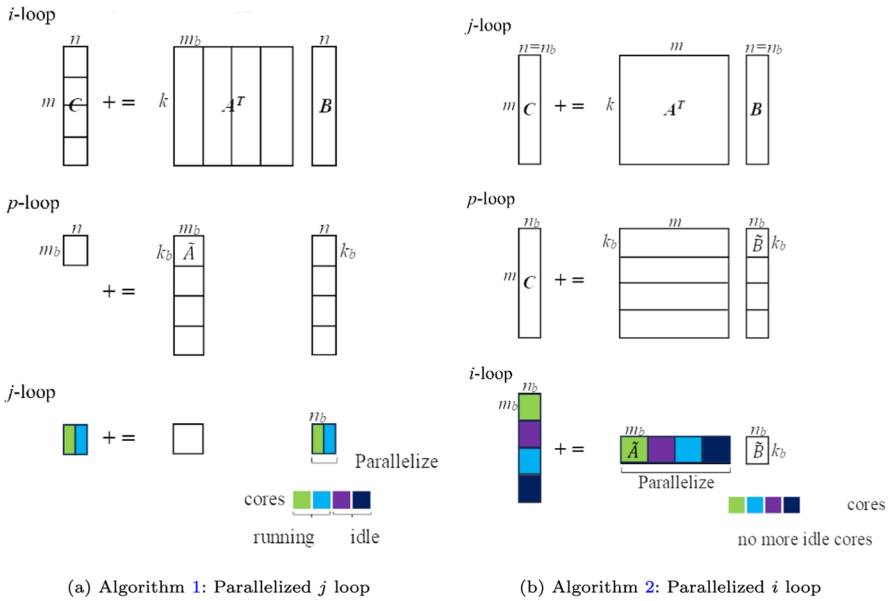 i-loop
n
m_b
n
m
C
+ =
k
A^T
B
p-loop
n
m_b
n
m_b
k_b
Ã
k_b
+ =
j-loop
+ =
n_b
Parallelize
cores
running
idle
(a) Algorithm 1: Parallelized j loop
j-loop
n=n_b
m
n=n_b
m
C
+ =
k
A^T
B
p-loop
n_b
m
n_b
k_b
B̃
k_b
m
C
+ =
i-loop
n_b
m_b
m_b
n_b
+ =
Ã
B̃
k_b
Parallelize
cores
no more idle cores
(b) Algorithm 2: Parallelized i loop